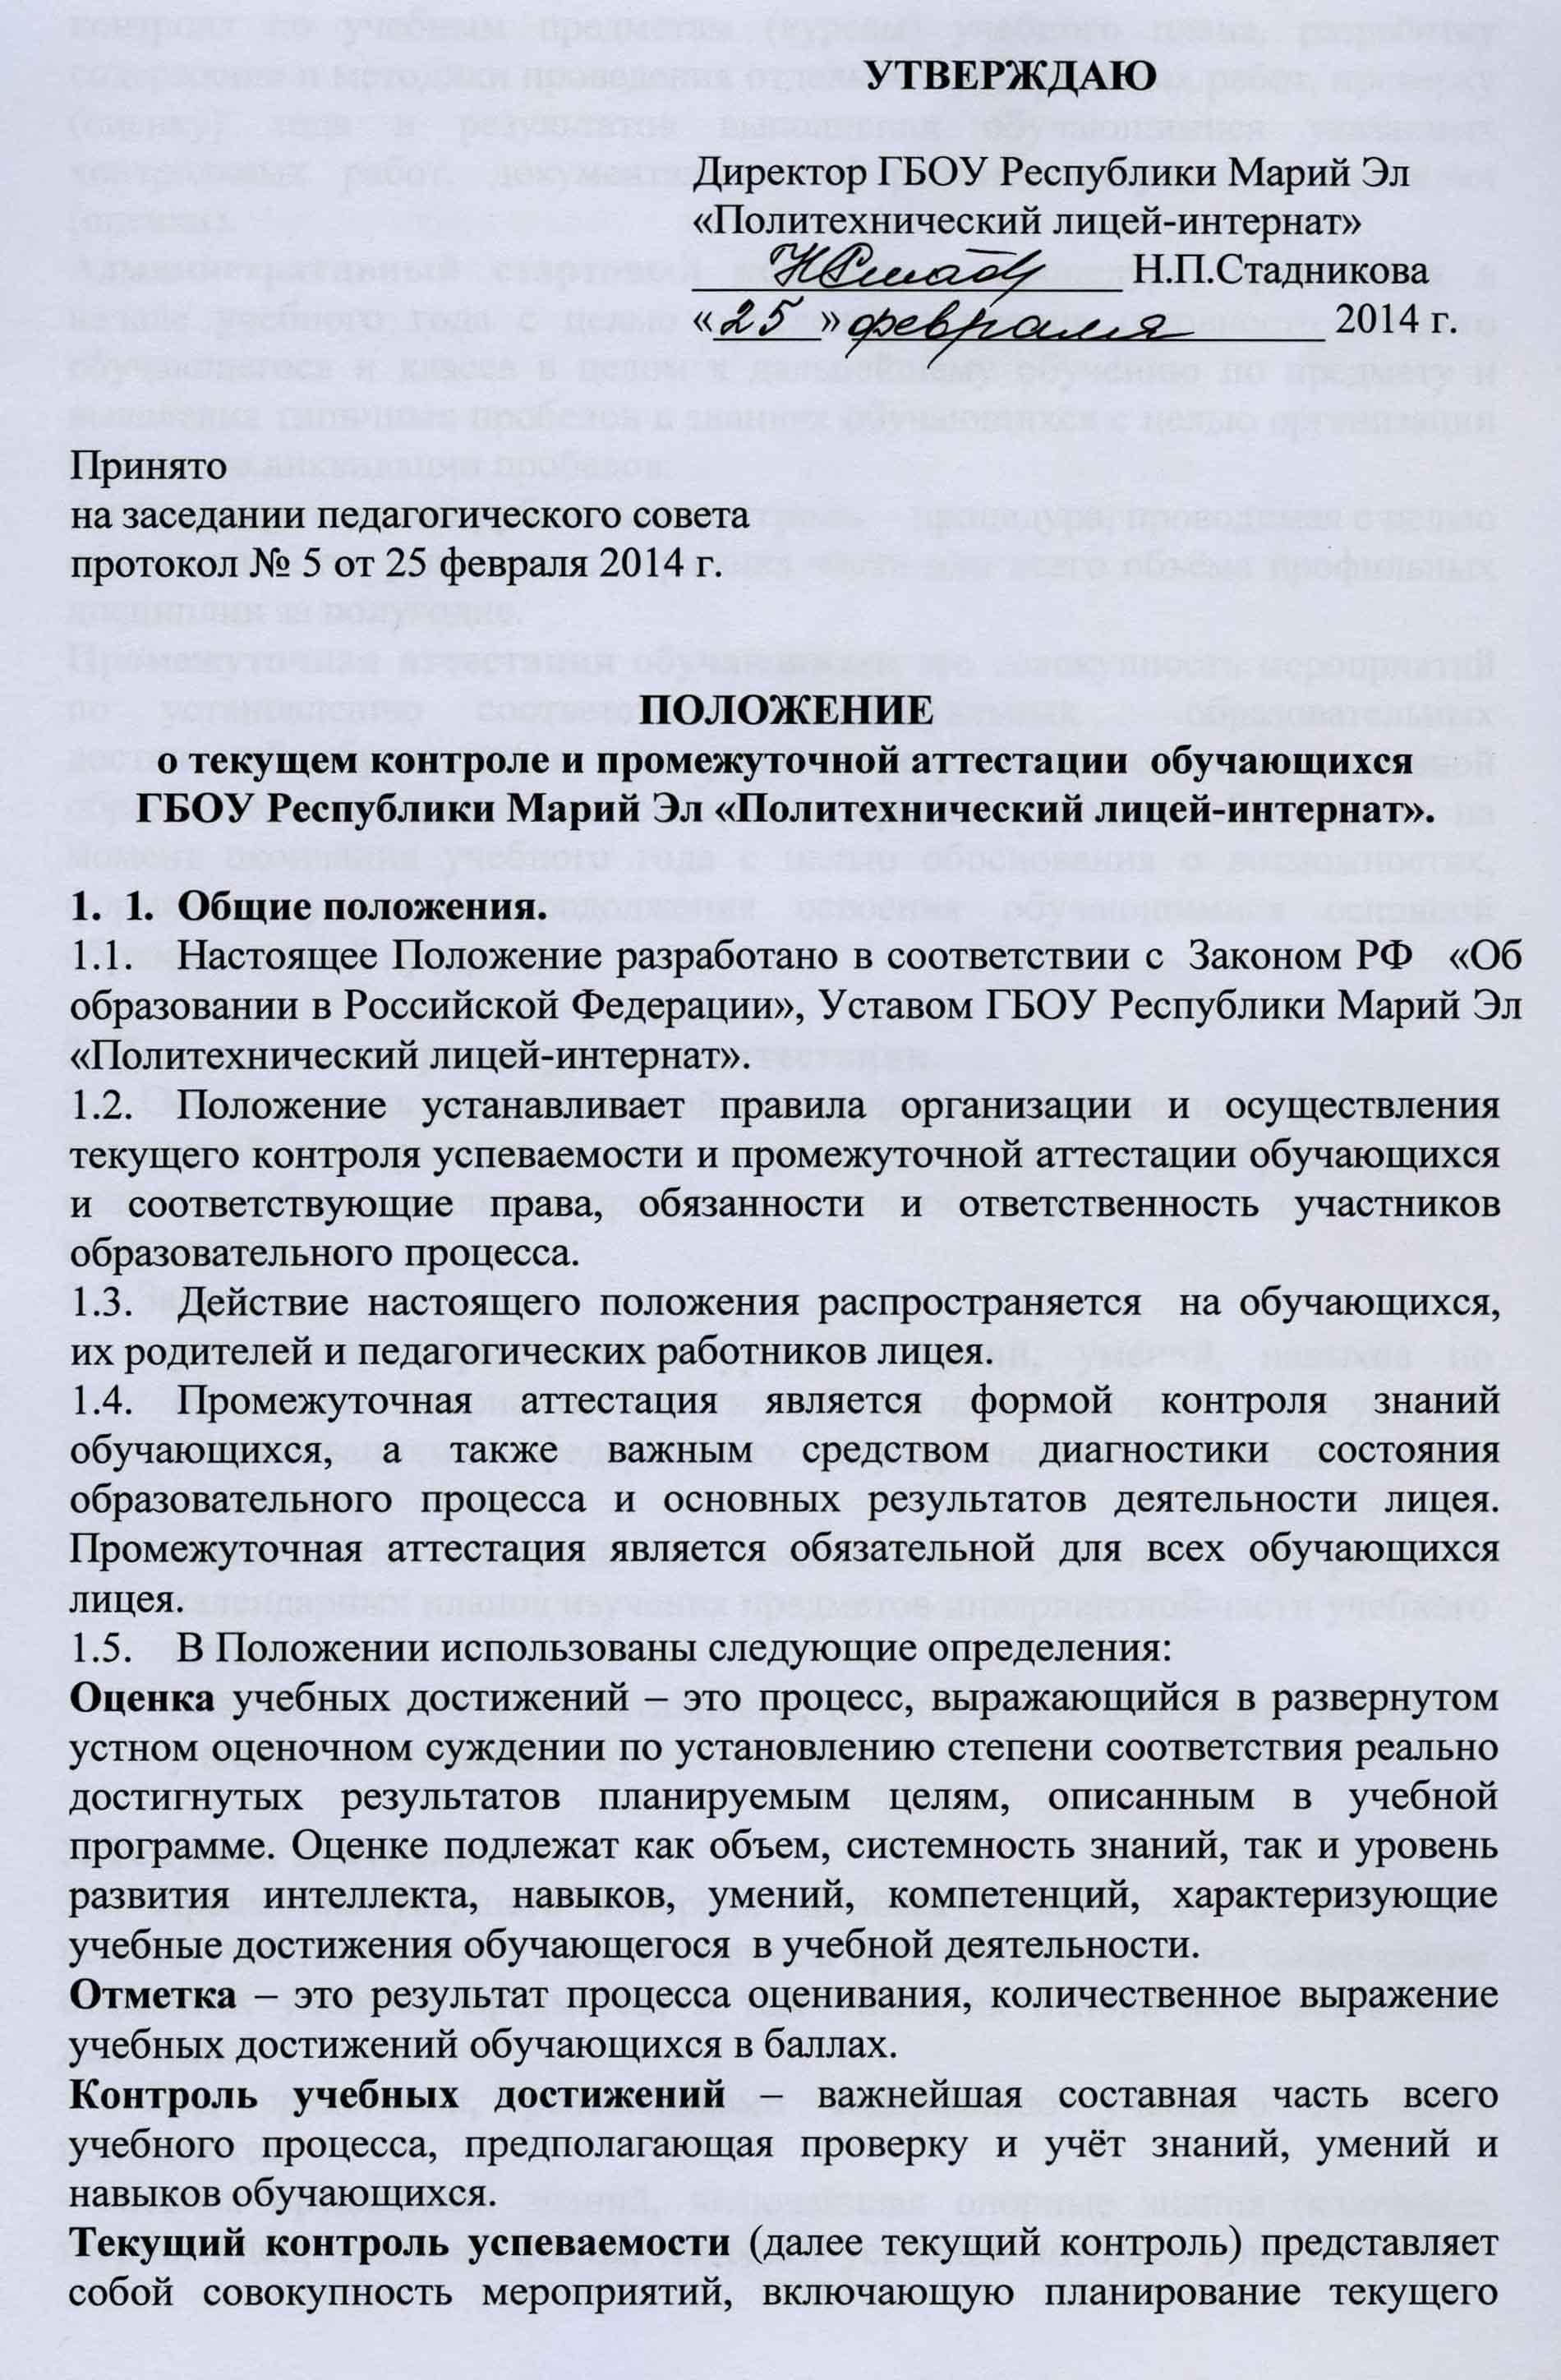 УТВЕРЖДАЮ
Директор ГБОУ Республики Марий Эл
«Политехнический лицей-интернат»
Н.П.Стадникова
«25» февраля 2014 г.
Принято
на заседании педагогического совета
протокол № 5 от 25 февраля 2014 г.
ПОЛОЖЕНИЕ
о текущем контроле и промежуточной аттестации обучающихся
ГБОУ Республики Марий Эл «Политехнический лицей-интернат».
1. 1. Общие положения.
1.1. Настоящее Положение разработано в соответствии с Законом РФ «Об
образовании в Российской Федерации», Уставом ГБОУ Республики Марий Эл
«Политехнический лицей-интернат».
1.2. Положение устанавливает правила организации и осуществления
текущего контроля успеваемости и промежуточной аттестации обучающихся
и соответствующие права, обязанности и ответственность участников
образовательного процесса.
1.3. Действие настоящего положения распространяется на обучающихся,
их родителей и педагогических работников лицея.
1.4. Промежуточная аттестация является формой контроля знаний
обучающихся, а также важным средством диагностики состояния
образовательного процесса и основных результатов деятельности лицея.
Промежуточная аттестация является обязательной для всех обучающихся
лицея.
1.5. В Положении использованы следующие определения:
Оценка учебных достижений – это процесс, выражающийся в развернутом
устном оценочном суждении по установлению степени соответствия реально
достигнутых результатов планируемым целям, описанным в учебной
программе. Оценке подлежат как объем, системность знаний, так и уровень
развития интеллекта, навыков, умений, компетенций, характеризующие
учебные достижения обучающегося в учебной деятельности.
Отметка – это результат процесса оценивания, количественное выражение
учебных достижений обучающихся в баллах.
Контроль учебных достижений – важнейшая составная часть всего
учебного процесса, предполагающая проверку и учёт знаний, умений и
навыков обучающихся.
Текущий контроль успеваемости (далее текущий контроль) представляет
собой совокупность мероприятий, включающую планирование текущего